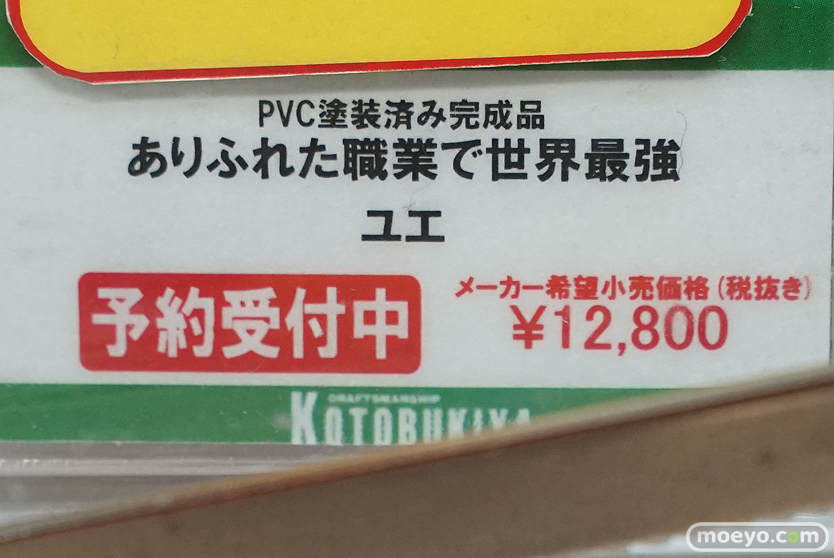 PVC塗装済み完成品
ありふれた職業で世界最強
ユエ
予約受付中
メーカー希望小売価格(税抜き)
¥12,800
CRAFTSMANSHIP
KOTOBUKIYA
moeyo.com